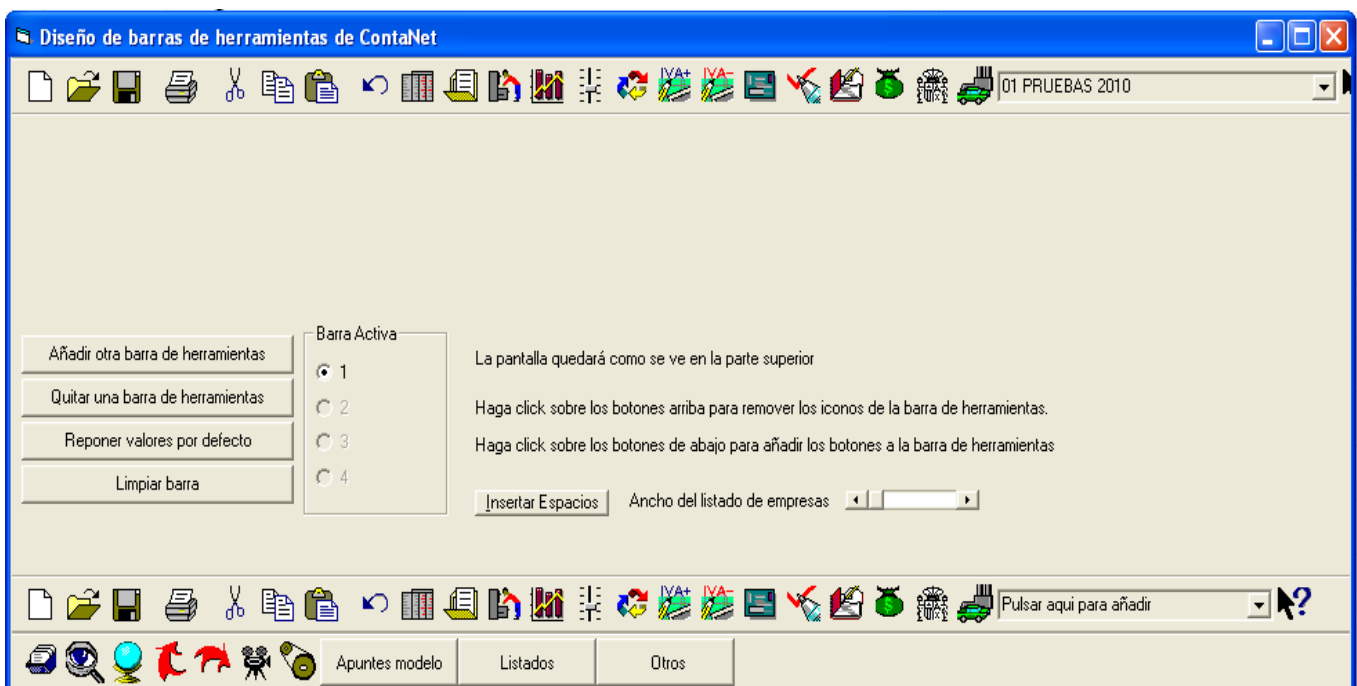 Diseño de barras de herramientas de ContaNet
IVA+ IVA- 01 PRUEBAS 2010
Añadir otra barra de herramientas
Quitar una barra de herramientas
Reponer valores por defecto
Limpiar barra
Barra Activa
1
2
3
4
La pantalla quedará como se ve en la parte superior
Haga click sobre los botones arriba para remover los iconos de la barra de herramientas.
Haga click sobre los botones de abajo para añadir los botones a la barra de herramientas
Insertar Espacios Ancho del listado de empresas
IVA+ IVA- Pulsar aqui para añadir
Apuntes modelo Listados Otros